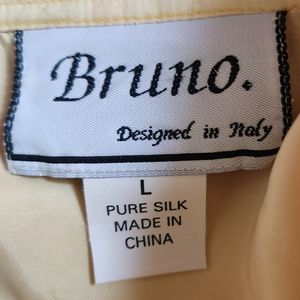 Bruno.
Designed in Italy
L
PURE SILK
MADE IN
CHINA